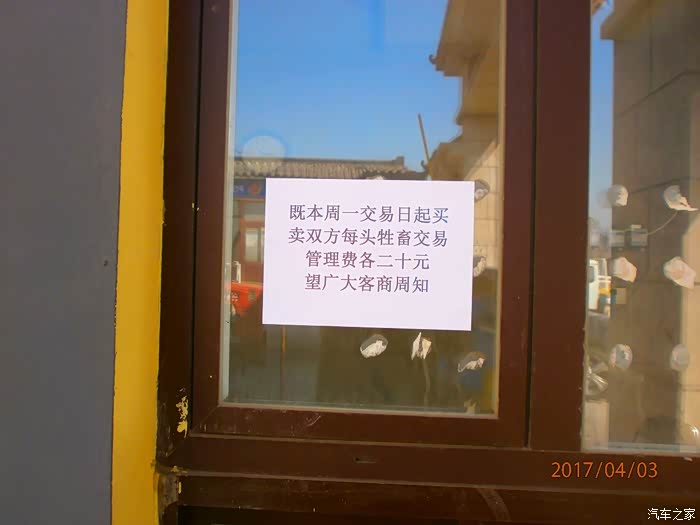 既本周一交易日起买
卖双方每头牲畜交易
管理费各二十元
望广大客商周知
2017/04/03
汽车之家